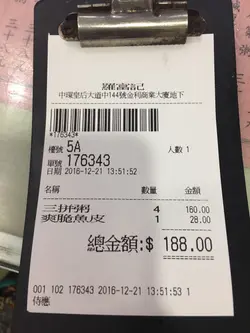 羅富記
中環皇后大道中144號金利商業大廈地下
*176343*
檯號 5A 人數 1
單號 176343
日期 2016-12-21 13:51:52
名稱 數量 金額
三拼粥 4 160.00
爽脆魚皮 1 28.00
總金額:$ 188.00
001 102 176343 2016-12-21 13:51:53 1
侍應